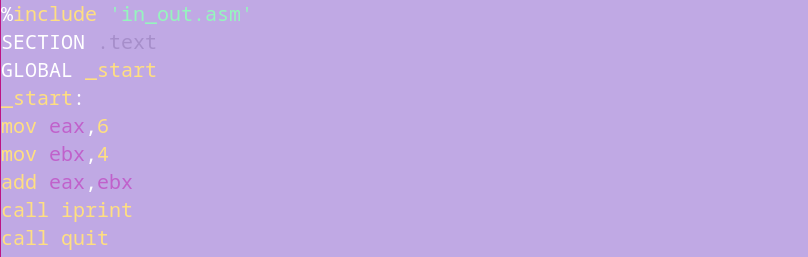 %include 'in_out.asm'
SECTION .text
GLOBAL _start
_start:
mov eax,6
mov ebx,4
add eax,ebx
call iprint
call quit